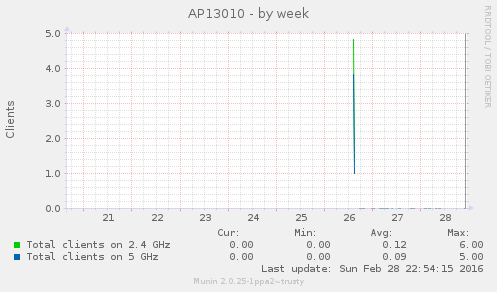 AP13010 - by week
RRDTOOL / TOBI OETIKER
Clients
5.0
4.0
3.0
2.0
1.0
0.0
21 22 23 24 25 26 27 28
Cur: Min: Avg: Max:
Total clients on 2.4 GHz 0.00 0.00 0.12 6.00
Total clients on 5 GHz 0.00 0.00 0.09 5.00
Last update: Sun Feb 28 22:54:15 2016
Munin 2.0.25-1ppa2~trusty